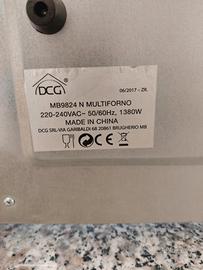 DCG
06/2017 - ZIL
MB9824 N MULTIFORNO
220-240VAC~ 50/60Hz, 1380W
MADE IN CHINA
DCG SRL-VIA GARIBALDI 68 20861 BRUGHERIO MB